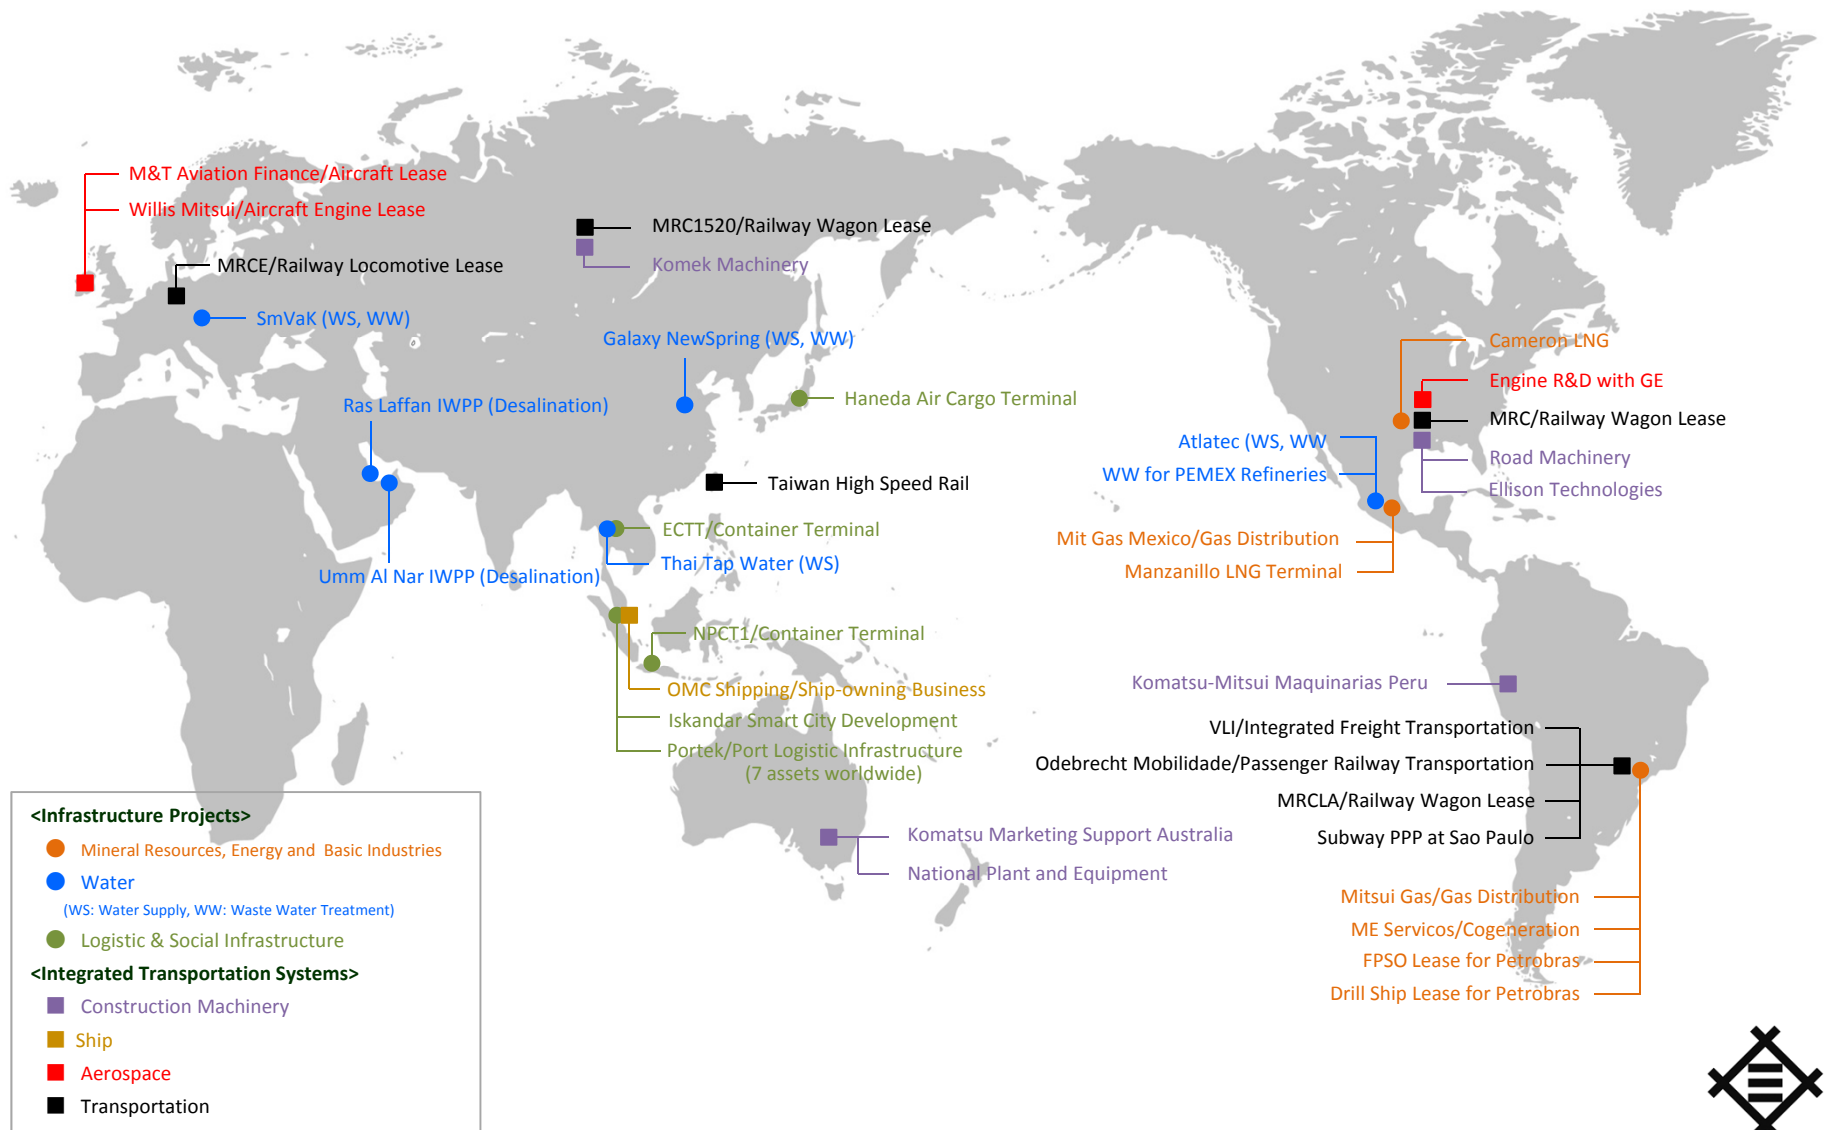 M&T Aviation Finance/Aircraft Lease
Willis Mitsui/Aircraft Engine Lease
MRCE/Railway Locomotive Lease
SmVaK (WS, WW)
MRC1520/Railway Wagon Lease
Komek Machinery
Galaxy NewSpring (WS, WW)
Ras Laffan IWPP (Desalination)
Haneda Air Cargo Terminal
Taiwan High Speed Rail
ECTT/Container Terminal
Thai Tap Water (WS)
Umm Al Nar IWPP (Desalination)
NPCT1/Container Terminal
OMC Shipping/Ship-owning Business
Iskandar Smart City Development
Portek/Port Logistic Infrastructure
(7 assets worldwide)
Komatsu Marketing Support Australia
National Plant and Equipment
Cameron LNG
Engine R&D with GE
MRC/Railway Wagon Lease
Road Machinery
Ellison Technologies
Atlatec (WS, WW
WW for PEMEX Refineries
Mit Gas Mexico/Gas Distribution
Manzanillo LNG Terminal
Komatsu-Mitsui Maquinarias Peru
VLI/Integrated Freight Transportation
Odebrecht Mobilidade/Passenger Railway Transportation
MRCLA/Railway Wagon Lease
Subway PPP at Sao Paulo
Mitsui Gas/Gas Distribution
ME Servicos/Cogeneration
FPSO Lease for Petrobras
Drill Ship Lease for Petrobras
<Infrastructure Projects>
Mineral Resources, Energy and Basic Industries
Water
(WS: Water Supply, WW: Waste Water Treatment)
Logistic & Social Infrastructure
<Integrated Transportation Systems>
Construction Machinery
Ship
Aerospace
Transportation